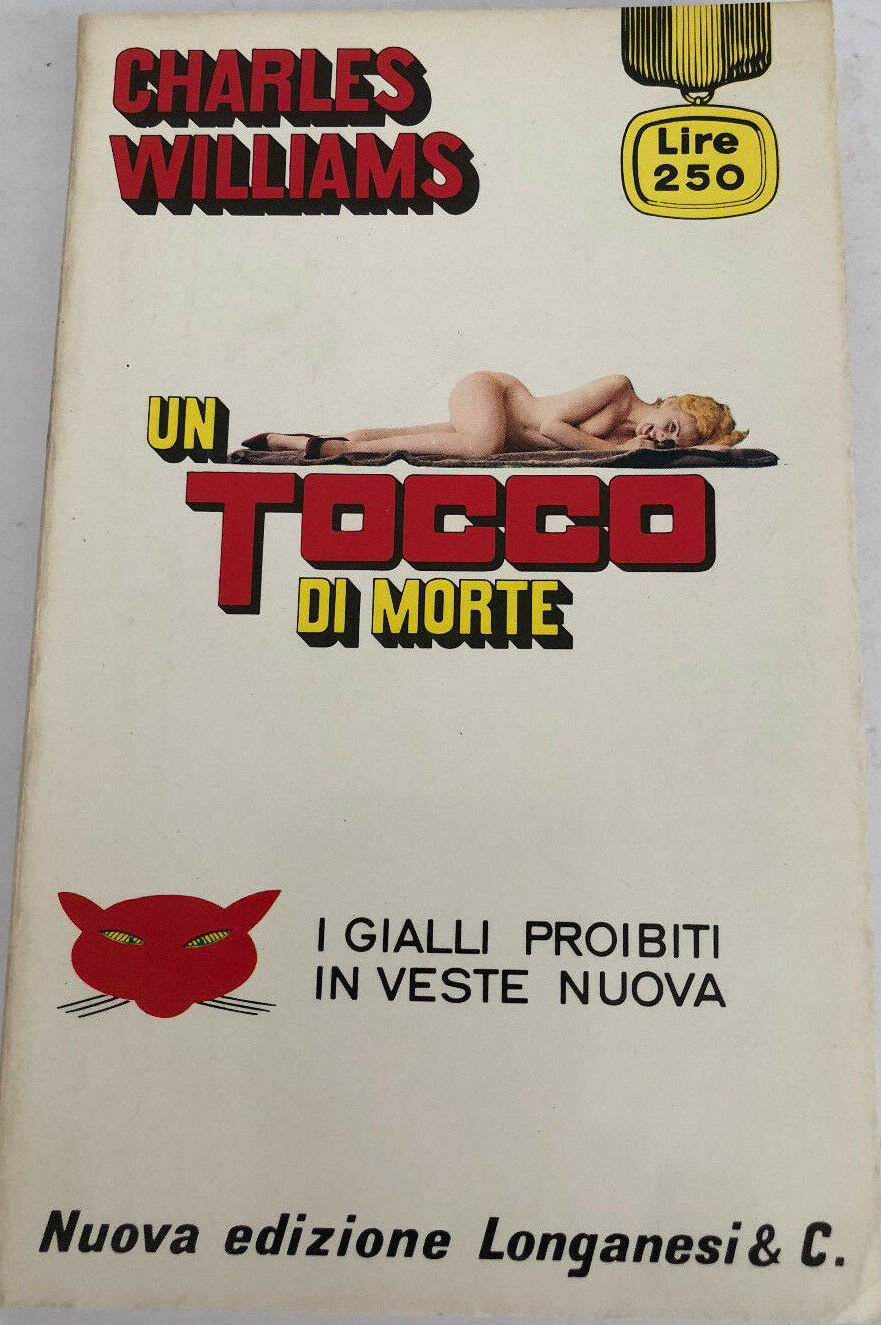 CHARLES
WILLIAMS
Lire
250
UN
TOCCO
DI MORTE
I GIALLI PROIBITI
IN VESTE NUOVA
Nuova edizione Longanesi & C.